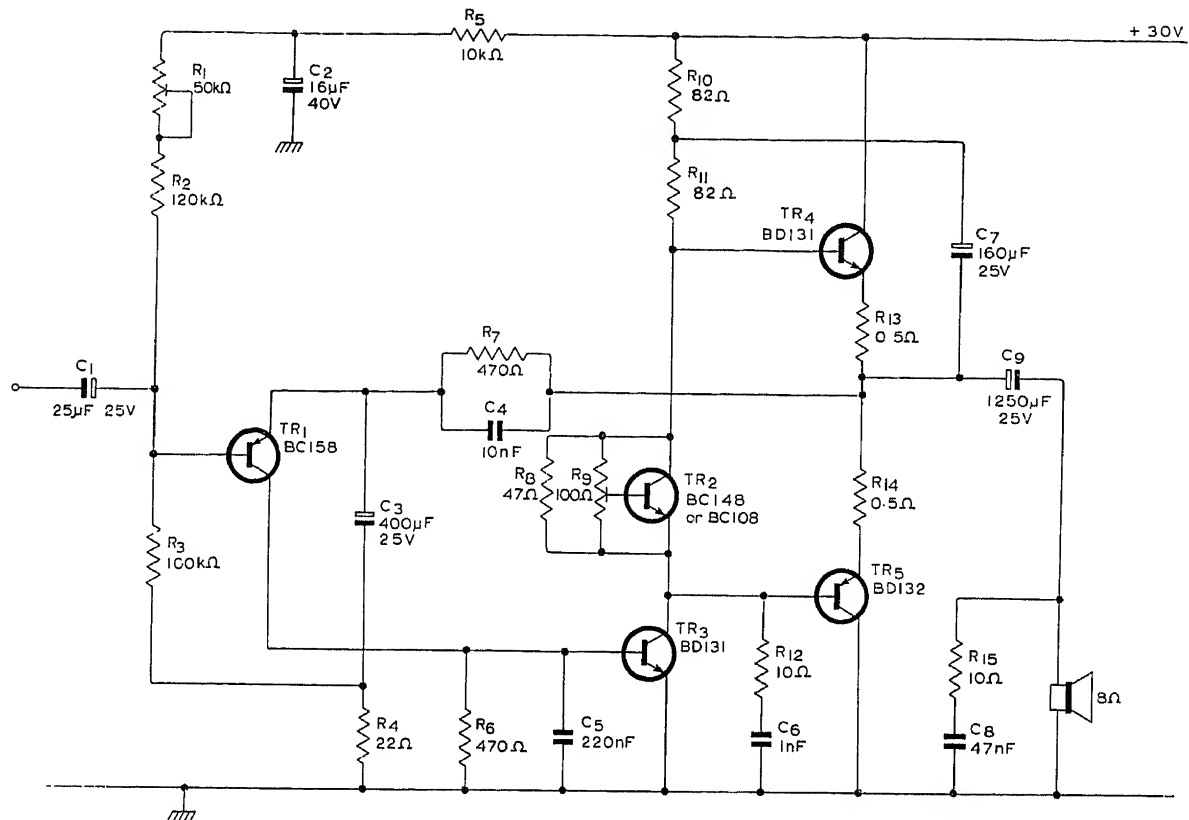 R5
10kΩ
+ 30V
R1
50kΩ
C2
16µF
40V
R10
82Ω
R2
120kΩ
R11
82Ω
TR4
BD131
C7
160µF
25V
R13
0.5Ω
R7
470Ω
C1
25µF 25V
C9
1250µF
25V
C4
10nF
TR1
BC158
R8
47Ω
R9
100Ω
TR2
BC148
or BC108
R14
0.5Ω
C3
400µF
25V
R3
100kΩ
TR5
BD132
TR3
BD131
R12
10Ω
R15
10Ω
8Ω
R4
22Ω
R6
470Ω
C5
220nF
C6
1nF
C8
47nF